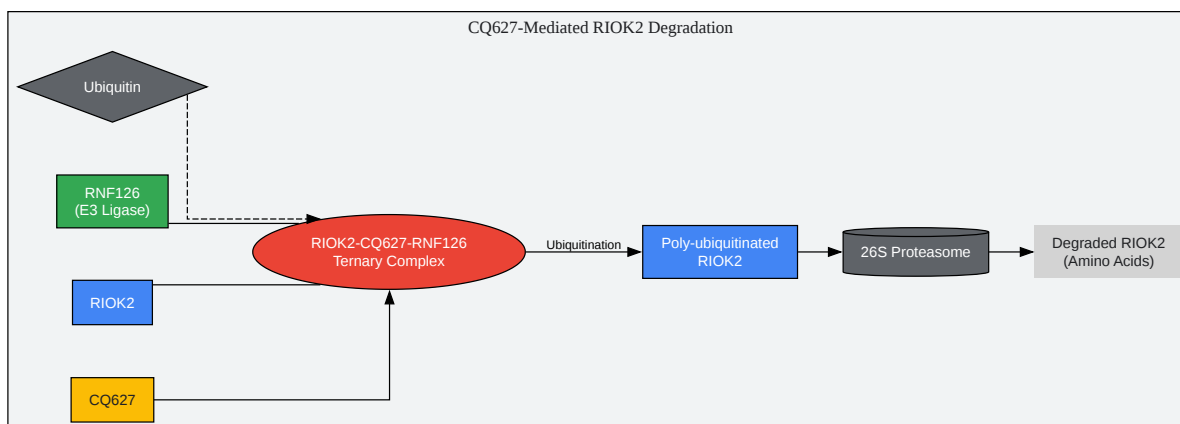 CQ627-Mediated RIOK2 Degradation
Ubiquitin
RNF126
(E3 Ligase)
RIOK2
CQ627
RIOK2-CQ627-RNF126
Ternary Complex
Ubiquitination
Poly-ubiquitinated
RIOK2
26S Proteasome
Degraded RIOK2
(Amino Acids)